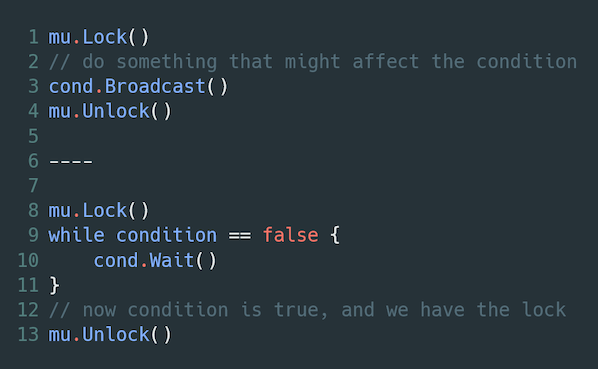 1 mu.Lock()
2 // do something that might affect the condition
3 cond.Broadcast()
4 mu.Unlock()
5
6 ----
7
8 mu.Lock()
9 while condition == false {
10     cond.Wait()
11 }
12 // now condition is true, and we have the lock
13 mu.Unlock()